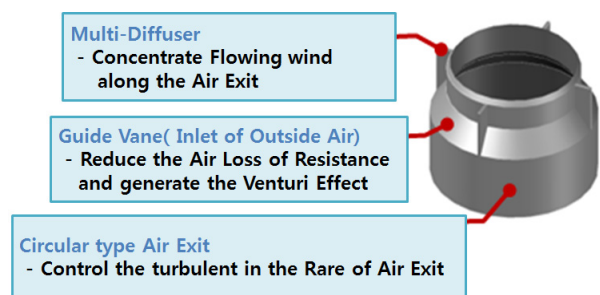 Multi-Diffuser
- Concentrate Flowing wind
along the Air Exit
Guide Vane( Inlet of Outside Air)
- Reduce the Air Loss of Resistance
and generate the Venturi Effect
Circular type Air Exit
- Control the turbulent in the Rare of Air Exit